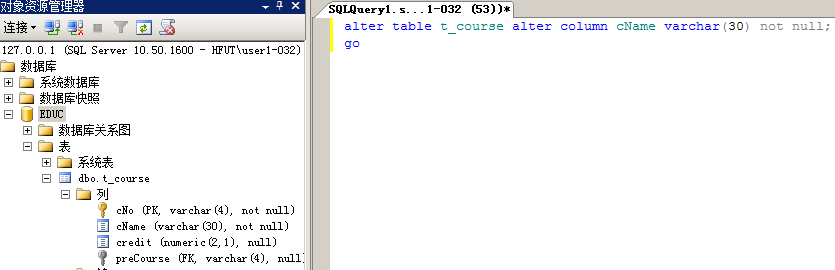 对象资源管理器
连接
127.0.0.1 (SQL Server 10.50.1600 - HFUT\user1-032)
数据库
系统数据库
数据库快照
EDUC
数据库关系图
表
系统表
dbo.t_course
列
cNo (PK, varchar(4), not null)
cName (varchar(30), not null)
credit (numeric(2,1), null)
preCourse (FK, varchar(4), null
SQLQuery1.s...1-032 (53))*
alter table t_course alter column cName varchar(30) not null;
go